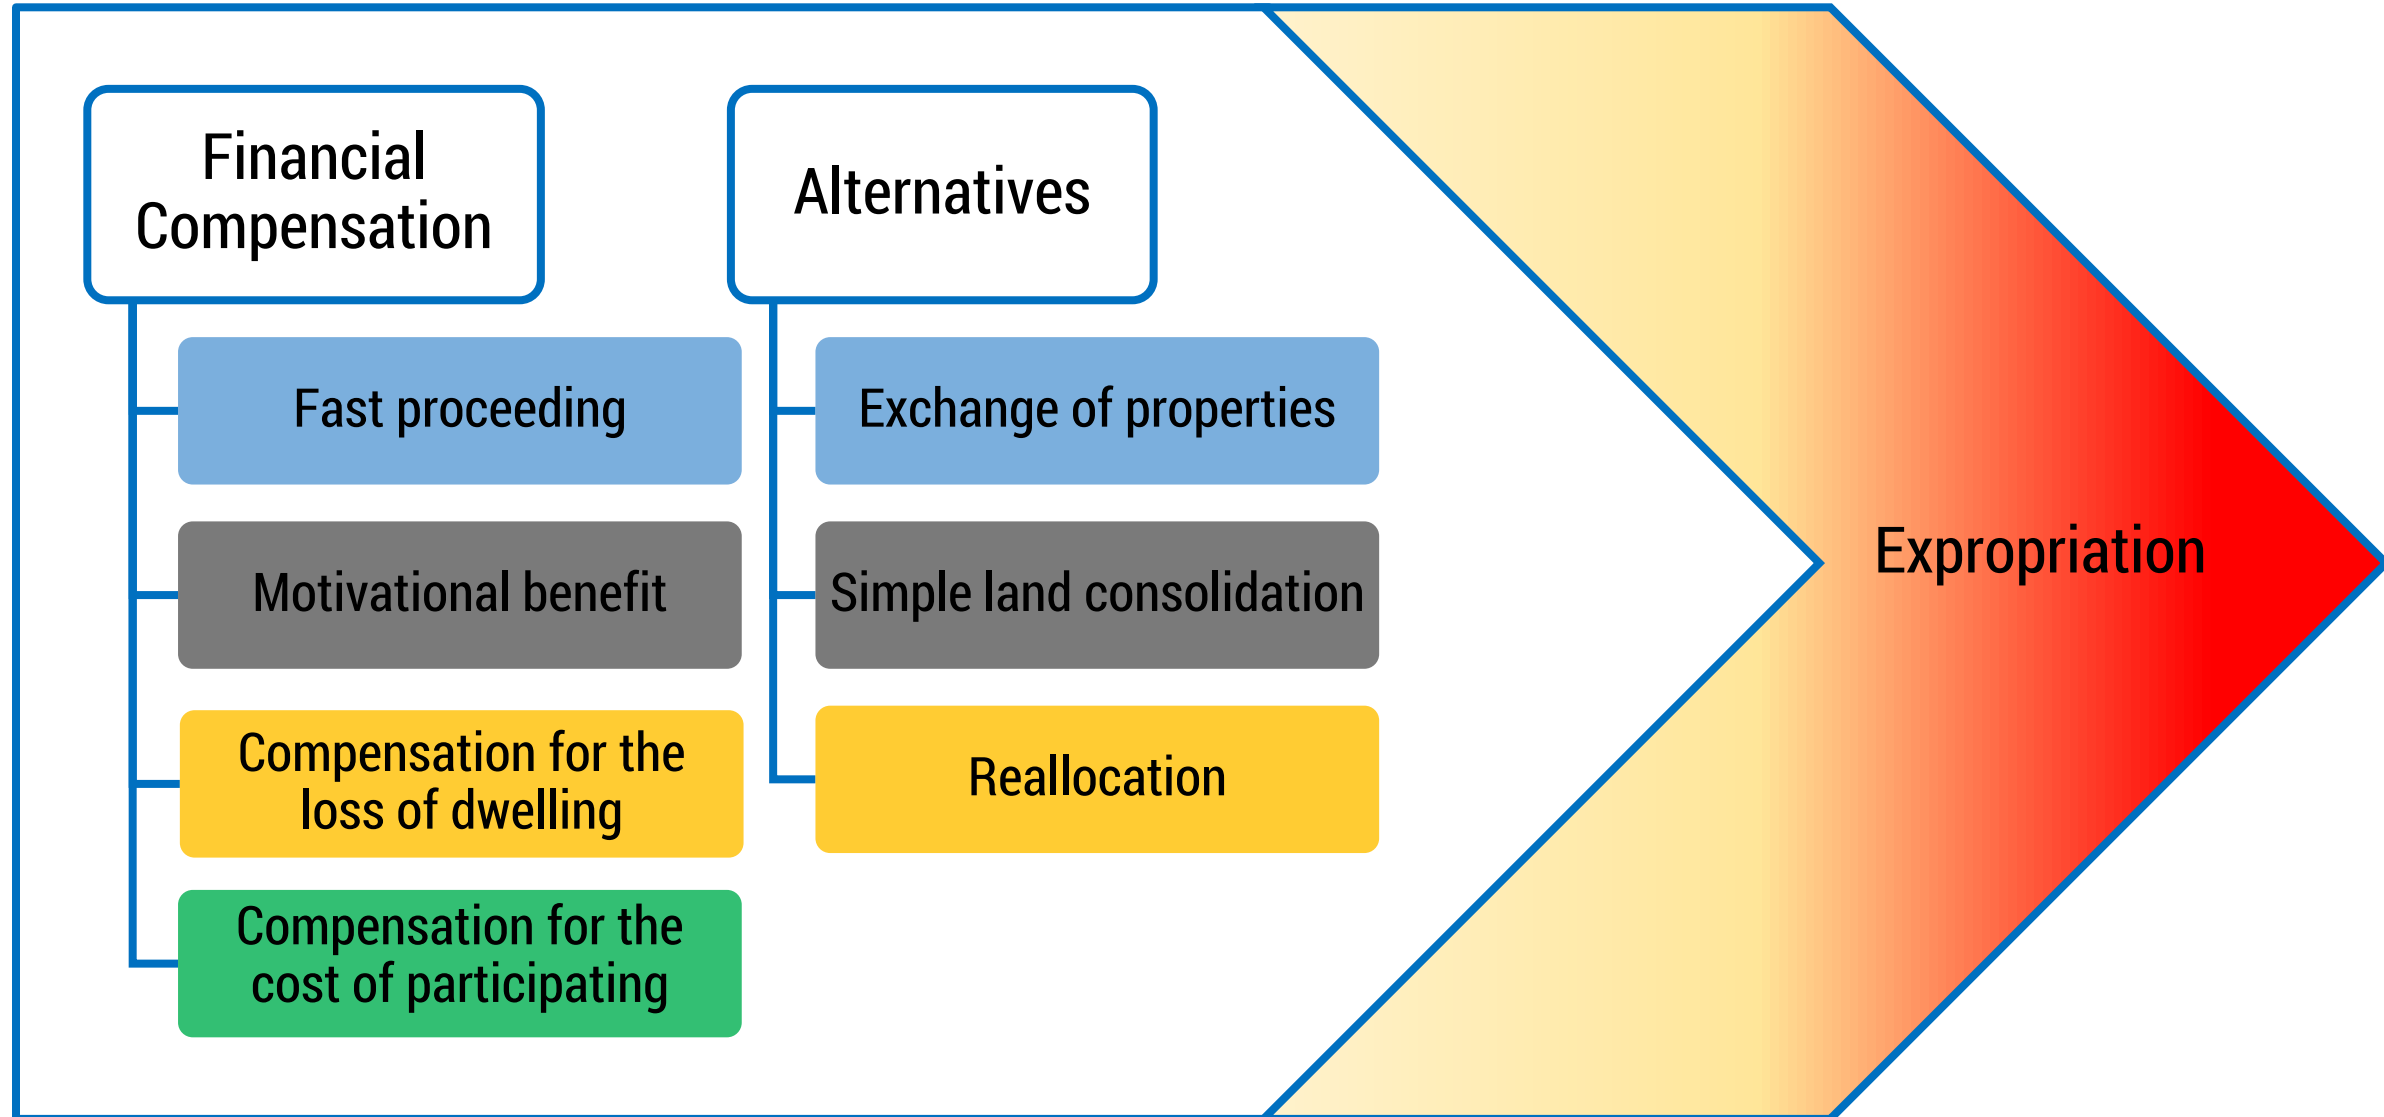 Financial
Compensation
Fast proceeding
Motivational benefit
Compensation for the
loss of dwelling
Compensation for the
cost of participating
Alternatives
Exchange of properties
Simple land consolidation
Reallocation
Expropriation